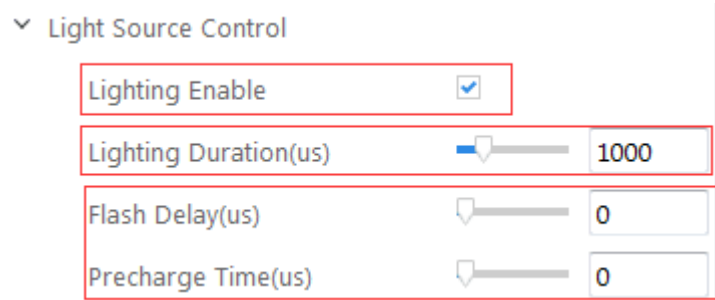 Light Source Control
Lighting Enable
Lighting Duration(us) 1000
Flash Delay(us) 0
Precharge Time(us) 0